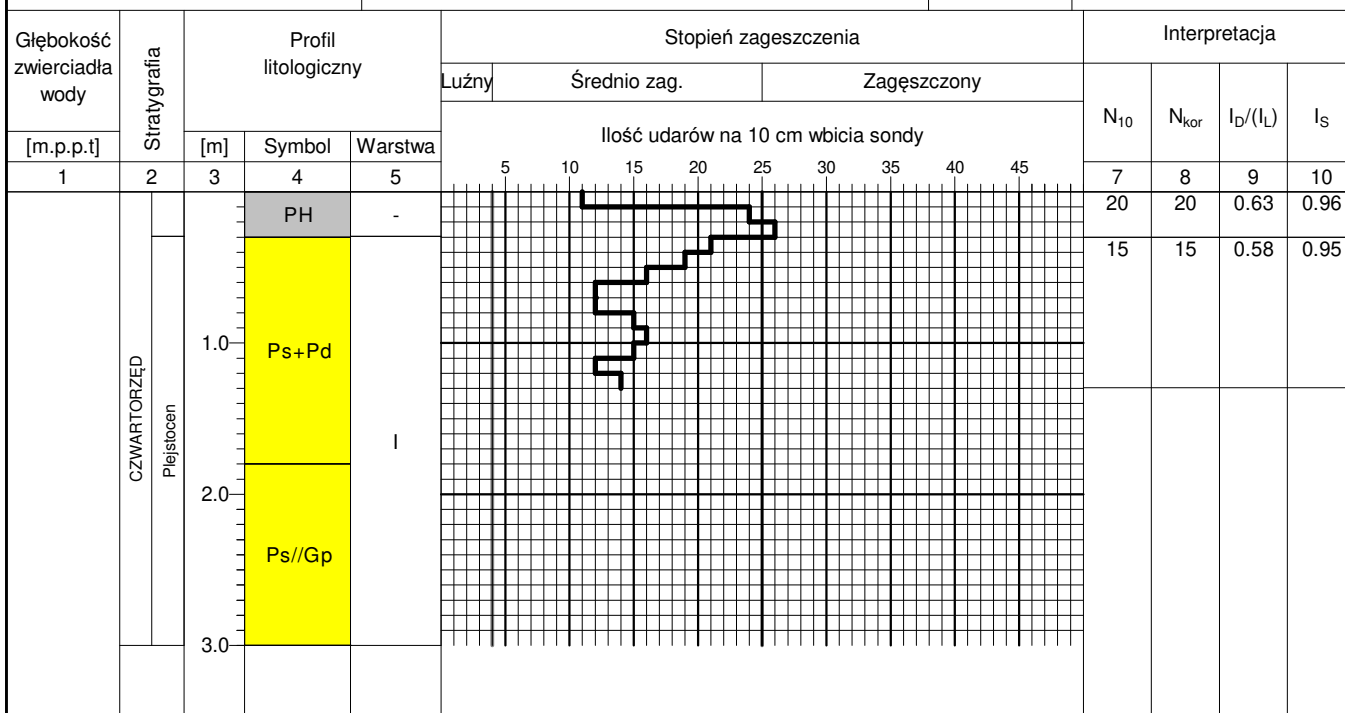 Głębokość zwierciadła wody
[m.p.p.t]
1
Stratygrafia
2
Profil litologiczny
[m] Symbol Warstwa
3 4 5
Stopień zageszczenia
Luźny Średnio zag. Zagęszczony
Ilość udarów na 10 cm wbicia sondy
5 10 15 20 25 30 35 40 45
Interpretacja
N10 Nkor ID/(IL) IS
7 8 9 10
PH - 20 20 0.63 0.96
15 15 0.58 0.95
1.0 Ps+Pd
CZWARTORZĘD
Plejstocen
I
2.0
Ps//Gp
3.0